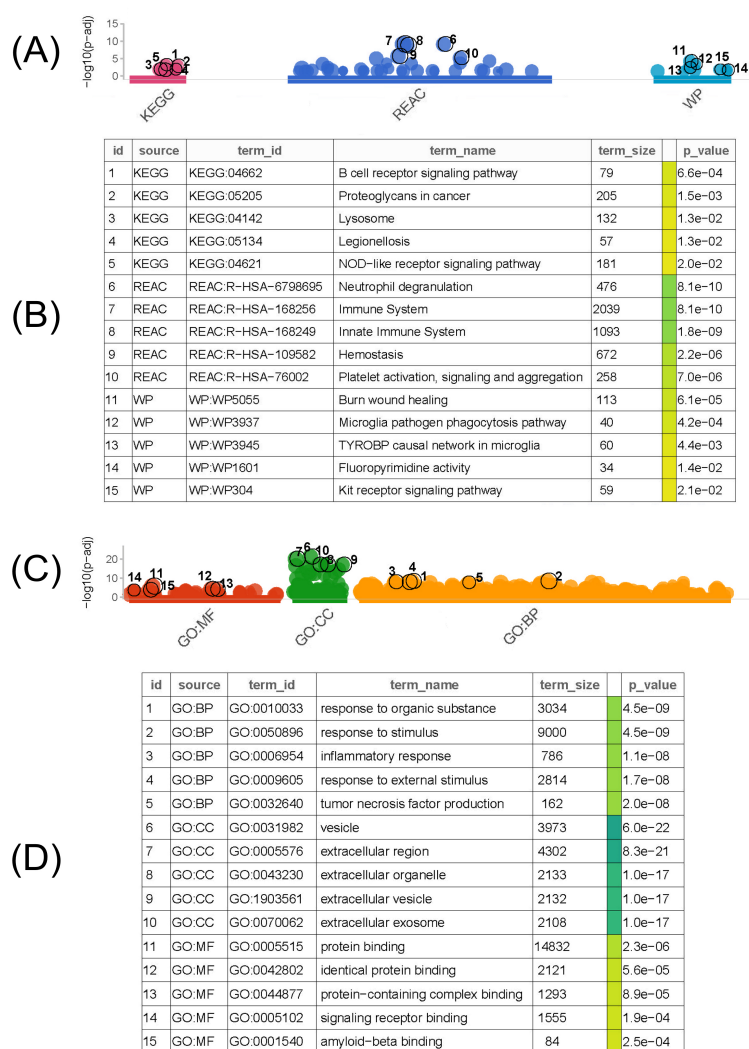 (A)
−log10(p−adj)
15
10
5
0
3 5 1 2 4
7 8 6 9 10
11 12 15 13 14
KEGG
REAC
WP
(B)
id source term_id term_name term_size p_value
1 KEGG KEGG:04662 B cell receptor signaling pathway 79 6.6e−04
2 KEGG KEGG:05205 Proteoglycans in cancer 205 1.5e−03
3 KEGG KEGG:04142 Lysosome 132 1.3e−02
4 KEGG KEGG:05134 Legionellosis 57 1.3e−02
5 KEGG KEGG:04621 NOD−like receptor signaling pathway 181 2.0e−02
6 REAC REAC:R−HSA−6798695 Neutrophil degranulation 476 8.1e−10
7 REAC REAC:R−HSA−168256 Immune System 2039 8.1e−10
8 REAC REAC:R−HSA−168249 Innate Immune System 1093 1.8e−09
9 REAC REAC:R−HSA−109582 Hemostasis 672 2.2e−06
10 REAC REAC:R−HSA−76002 Platelet activation, signaling and aggregation 258 7.0e−06
11 WP WP:WP5055 Burn wound healing 113 6.1e−05
12 WP WP:WP3937 Microglia pathogen phagocytosis pathway 40 4.2e−04
13 WP WP:WP3945 TYROBP causal network in microglia 60 4.4e−03
14 WP WP:WP1601 Fluoropyrimidine activity 34 1.4e−02
15 WP WP:WP304 Kit receptor signaling pathway 59 2.1e−02
(C)
−log10(p−adj)
20
10
0
14 11 15 12 13
7 6 10 8 9
3 4 1 5 2
GO:MF
GO:CC
GO:BP
(D)
id source term_id term_name term_size p_value
1 GO:BP GO:0010033 response to organic substance 3034 4.5e−09
2 GO:BP GO:0050896 response to stimulus 9000 4.5e−09
3 GO:BP GO:0006954 inflammatory response 786 1.1e−08
4 GO:BP GO:0009605 response to external stimulus 2814 1.7e−08
5 GO:BP GO:0032640 tumor necrosis factor production 162 2.0e−08
6 GO:CC GO:0031982 vesicle 3973 6.0e−22
7 GO:CC GO:0005576 extracellular region 4302 8.3e−21
8 GO:CC GO:0043230 extracellular organelle 2133 1.0e−17
9 GO:CC GO:1903561 extracellular vesicle 2132 1.0e−17
10 GO:CC GO:0070062 extracellular exosome 2108 1.0e−17
11 GO:MF GO:0005515 protein binding 14832 2.3e−06
12 GO:MF GO:0042802 identical protein binding 2121 5.6e−05
13 GO:MF GO:0044877 protein−containing complex binding 1293 8.9e−05
14 GO:MF GO:0005102 signaling receptor binding 1555 1.9e−04
15 GO:MF GO:0001540 amyloid−beta binding 84 2.5e−04